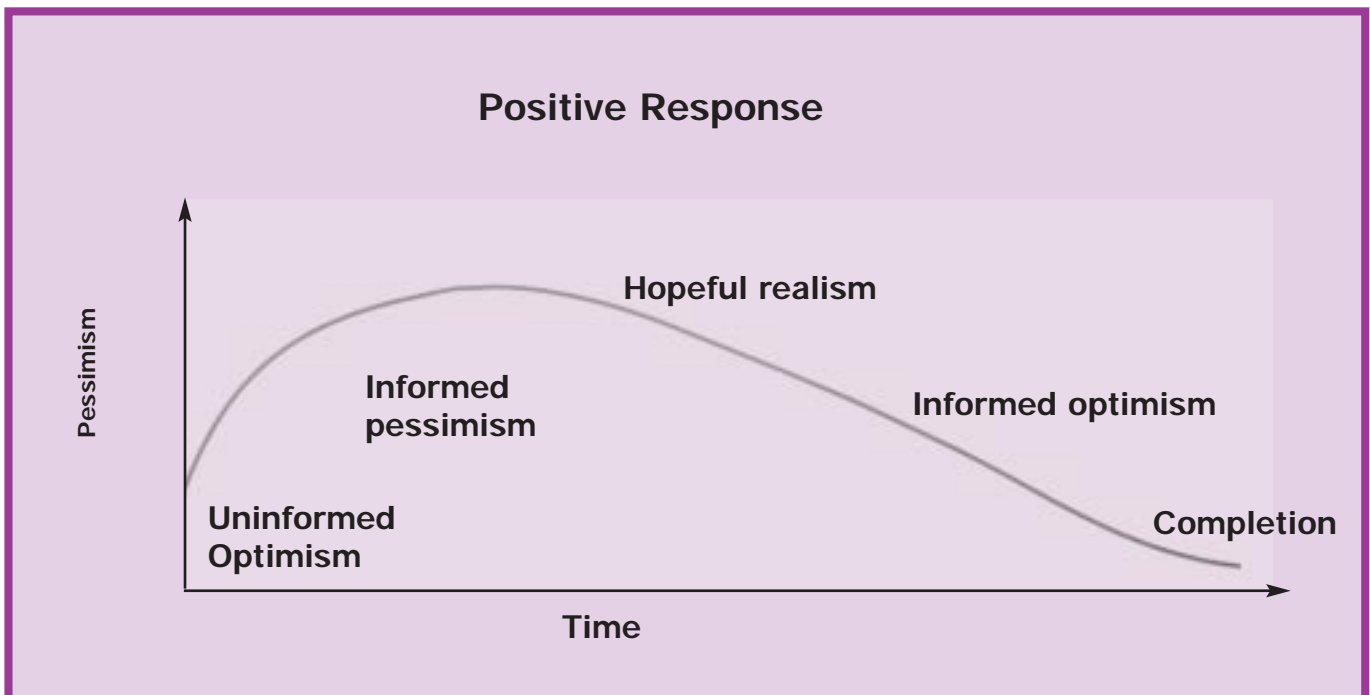 Positive Response
Pessimism
Hopeful realism
Informed
pessimism
Informed optimism
Uninformed
Optimism
Completion
Time